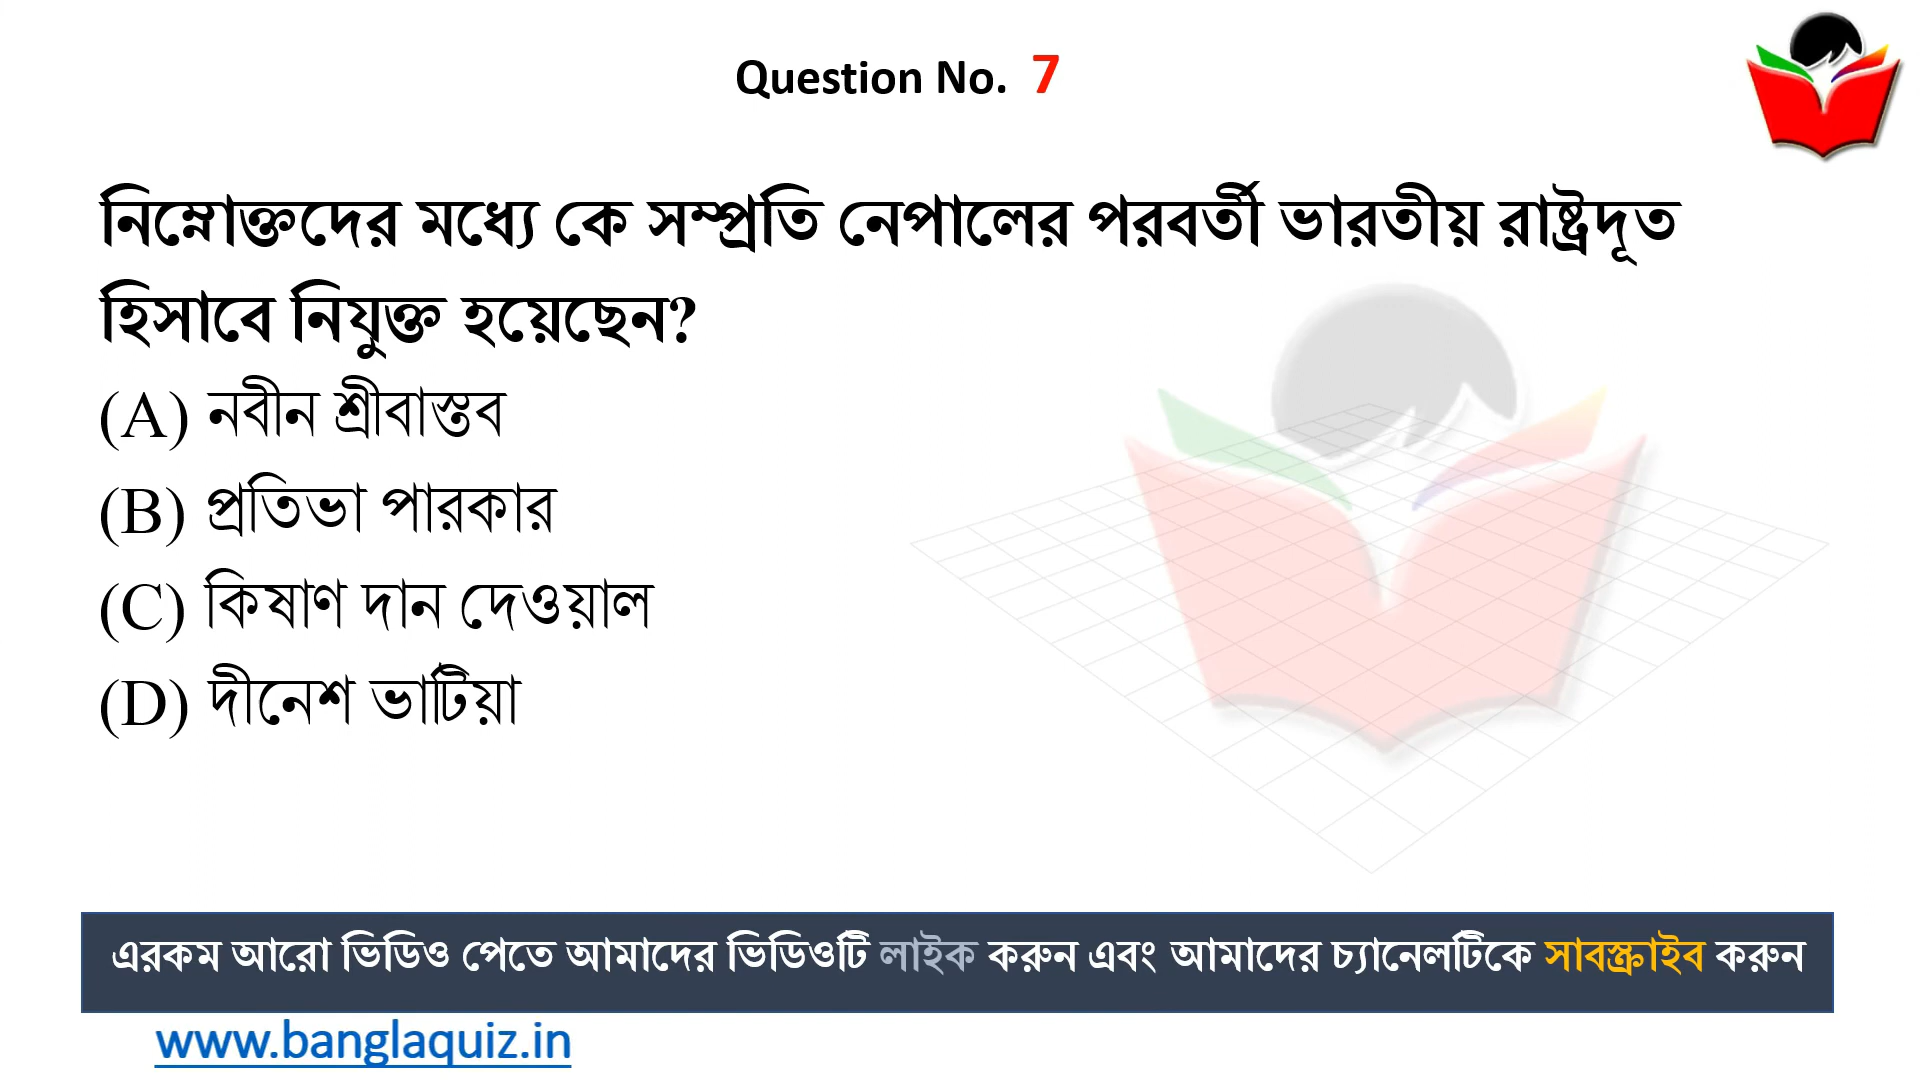 Question No. 7
নিম্নোক্তদের মধ্যে কে সম্প্রতি নেপালের পরবর্তী ভারতীয় রাষ্ট্রদূত
হিসাবে নিযুক্ত হয়েছেন?
(A) নবীন শ্রীবাস্তব
(B) প্রতিভা পারকার
(C) কিষাণ দান দেওয়াল
(D) দীনেশ ভাটিয়া
এরকম আরো ভিডিও পেতে আমাদের ভিডিওটি লাইক করুন এবং আমাদের চ্যানেলটিকে সাবস্ক্রাইব করুন
www.banglaquiz.in